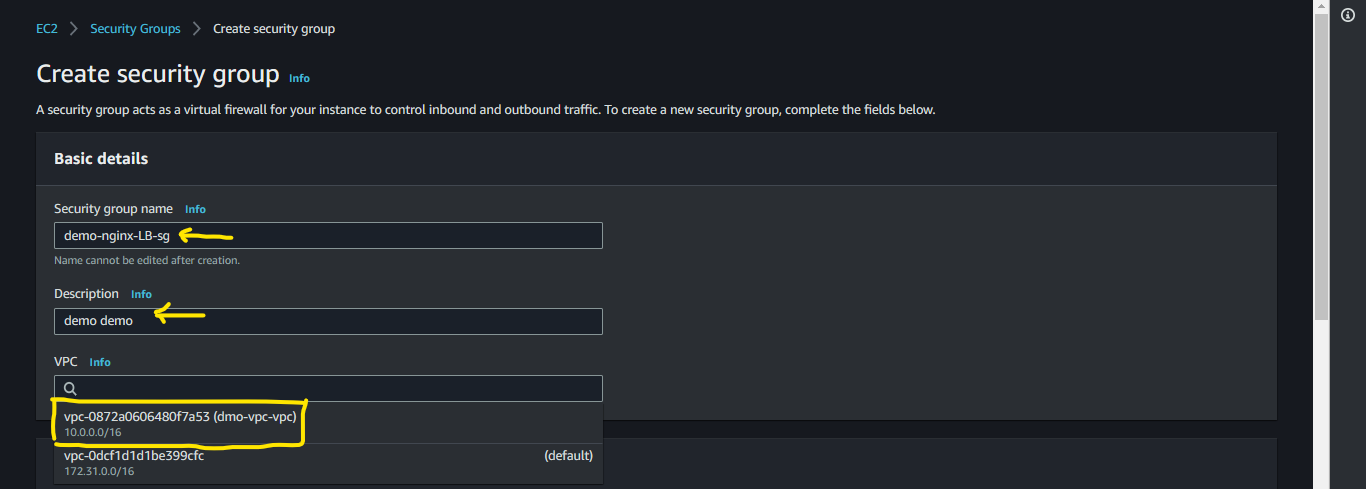 EC2 > Security Groups > Create security group
Create security group Info
A security group acts as a virtual firewall for your instance to control inbound and outbound traffic. To create a new security group, complete the fields below.
Basic details
Security group name Info
demo-nginx-LB-sg
Name cannot be edited after creation.
Description Info
demo demo
VPC Info
vpc-0872a0606480f7a53 (dmo-vpc-vpc)
10.0.0.0/16
vpc-0dcf1d1d1be399cfc (default)
172.31.0.0/16